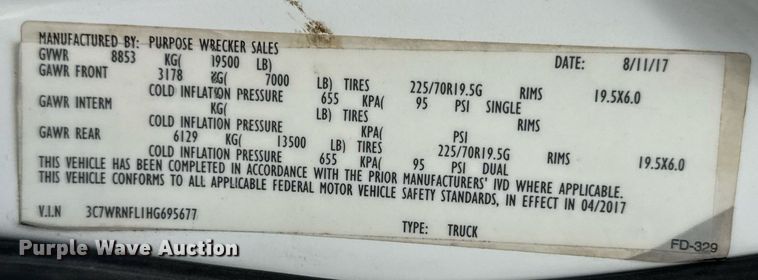 MANUFACTURED BY: PURPOSE WRECKER SALES DATE: 8/11/17
GVWR 8853 KG( 19500 LB)
GAWR FRONT 3178 KG( 7000 LB) TIRES 225/70R19.5G RIMS 19.5X6.0
COLD INFLATION PRESSURE 655 KPA( 95 PSI SINGLE
GAWR INTERM KG( LB) TIRES RIMS
COLD INFLATION PRESSURE KPA( PSI
GAWR REAR 6129 KG( 13500 LB) TIRES 225/70R19.5G RIMS 19.5X6.0
COLD INFLATION PRESSURE 655 KPA( 95 PSI DUAL
THIS VEHICLE HAS BEEN COMPLETED IN ACCORDANCE WITH THE PRIOR MANUFACTURERS' IVD WHERE APPLICABLE.
THIS VEHICLE CONFORMS TO ALL APPLICABLE FEDERAL MOTOR VEHICLE SAFETY STANDARDS, IN EFFECT IN 04/2017
V.I.N 3C7WRNFL1HG695677
TYPE: TRUCK
FD-329
Purple Wave Auction